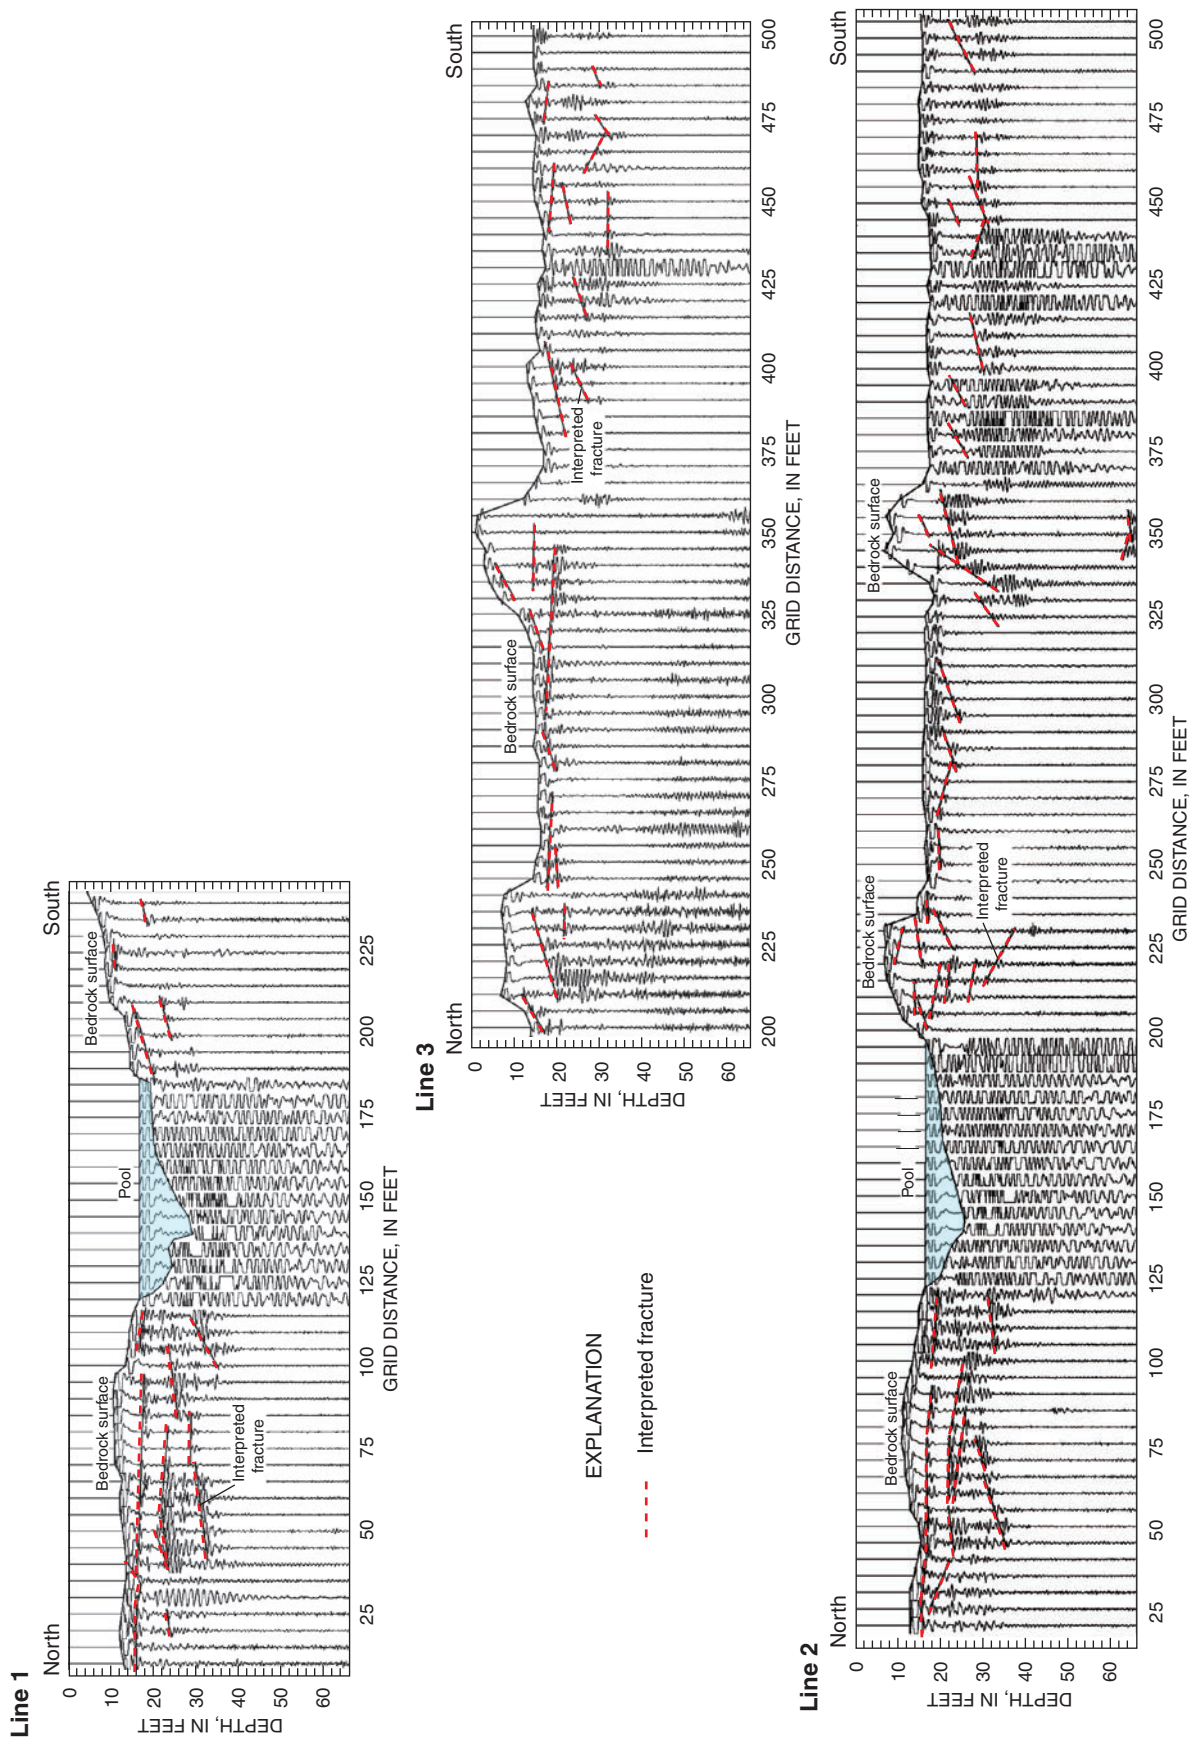 Line 1
North
South
0
10
20
30
40
50
60
DEPTH, IN FEET
Bedrock surface
Pool
Bedrock surface
Interpreted
fracture
25
50
75
100
125
150
175
200
225
GRID DISTANCE, IN FEET
Line 3
North
South
0
10
20
30
40
50
60
DEPTH, IN FEET
Bedrock surface
Interpreted
fracture
200
225
250
275
300
325
350
375
400
425
450
475
500
GRID DISTANCE, IN FEET
EXPLANATION
Interpreted fracture
Line 2
North
South
0
10
20
30
40
50
60
DEPTH, IN FEET
Bedrock surface
Pool
Bedrock surface
Bedrock surface
Interpreted
fracture
25
50
75
100
125
150
175
200
225
250
275
300
325
350
375
400
425
450
475
500
GRID DISTANCE, IN FEET